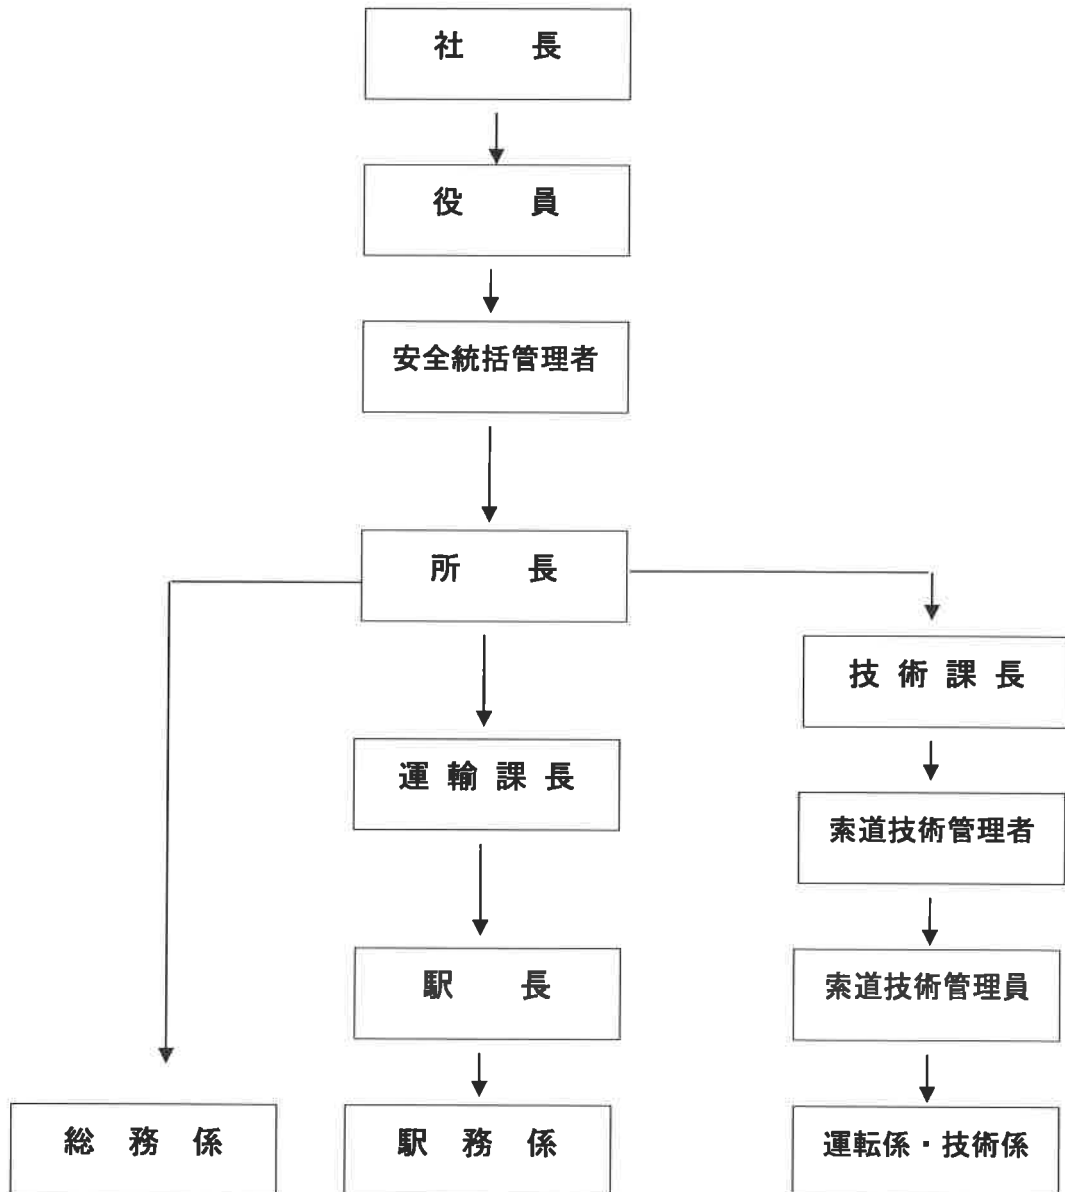 社長
役員
安全統括管理者
所長
技術課長
運輸課長
索道技術管理者
駅長
索道技術管理員
総務係
駅務係
運転係・技術係